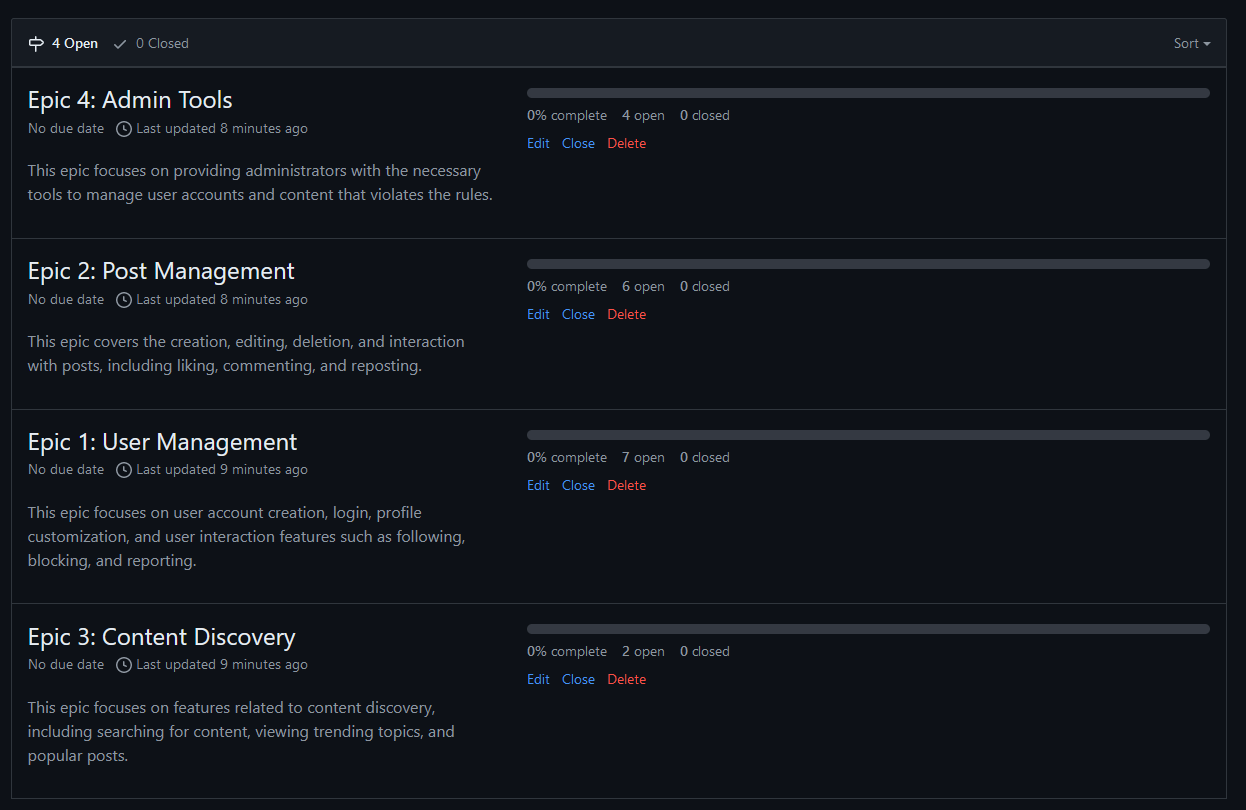 4 Open 0 Closed Sort
Epic 4: Admin Tools
No due date Last updated 8 minutes ago
This epic focuses on providing administrators with the necessary
tools to manage user accounts and content that violates the rules.
0% complete 4 open 0 closed
Edit Close Delete
Epic 2: Post Management
No due date Last updated 8 minutes ago
This epic covers the creation, editing, deletion, and interaction
with posts, including liking, commenting, and reporting.
0% complete 6 open 0 closed
Edit Close Delete
Epic 1: User Management
No due date Last updated 9 minutes ago
This epic focuses on user account creation, login, profile
customization, and user interaction features such as following,
blocking, and reporting.
0% complete 7 open 0 closed
Edit Close Delete
Epic 3: Content Discovery
No due date Last updated 9 minutes ago
This epic focuses on features related to content discovery,
including searching for content, viewing trending topics, and
popular posts.
0% complete 2 open 0 closed
Edit Close Delete